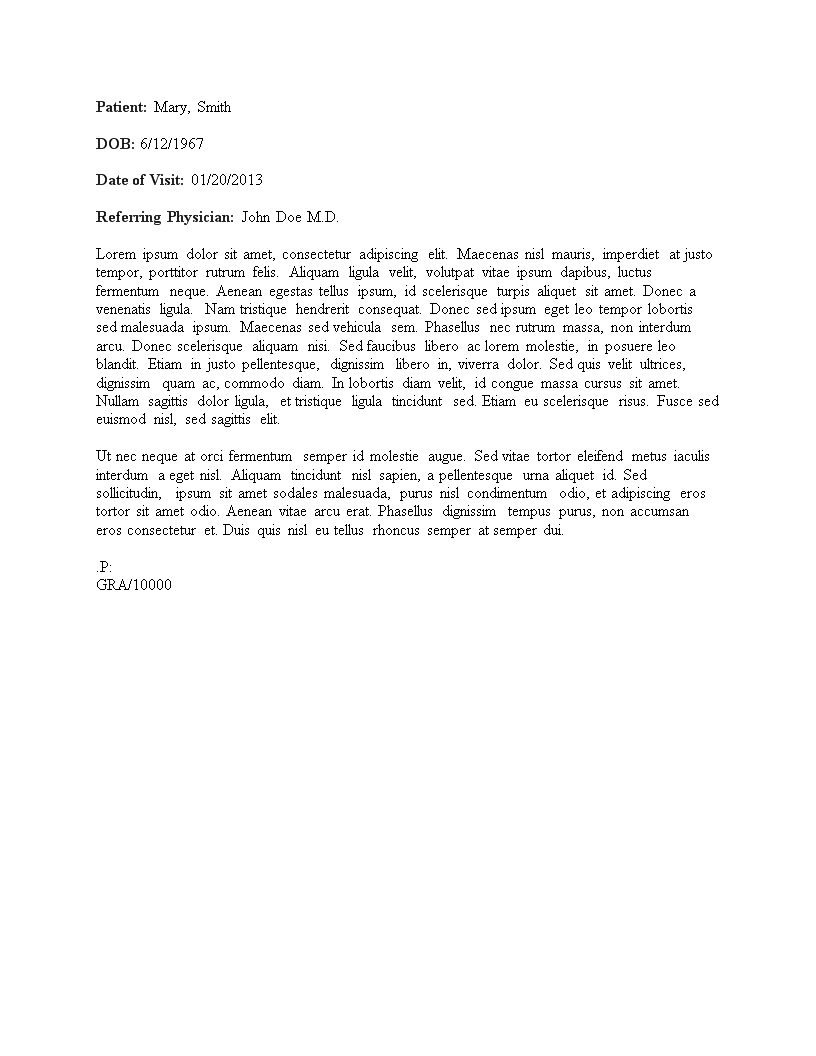 Patient: Mary, Smith
DOB: 6/12/1967
Date of Visit: 01/20/2013
Referring Physician: John Doe M.D.
Lorem ipsum dolor sit amet, consectetur adipiscing elit. Maecenas nisl mauris, imperdiet at justo
tempor, porttitor rutrum felis. Aliquam ligula velit, volutpat vitae ipsum dapibus, luctus
fermentum neque. Aenean egestas tellus ipsum, id scelerisque turpis aliquet sit amet. Donec a
venenatis ligula. Nam tristique hendrerit consequat. Donec sed ipsum eget leo tempor lobortis
sed malesuada ipsum. Maecenas sed vehicula sem. Phasellus nec rutrum massa, non interdum
arcu. Donec scelerisque aliquam nisi. Sed faucibus libero ac lorem molestie, in posuere leo
blandit. Etiam in justo pellentesque, dignissim libero in, viverra dolor. Sed quis velit ultrices,
dignissim quam ac, commodo diam. In lobortis diam velit, id congue massa cursus sit amet.
Nullam sagittis dolor ligula, et tristique ligula tincidunt sed. Etiam eu scelerisque risus. Fusce sed
euismod nisl, sed sagittis elit.
Ut nec neque at orci fermentum semper id molestie augue. Sed vitae tortor eleifend metus iaculis
interdum a eget nisl. Aliquam tincidunt nisl sapien, a pellentesque urna aliquet id. Sed
sollicitudin, ipsum sit amet sodales malesuada, purus nisl condimentum odio, et adipiscing eros
tortor sit amet odio. Aenean vitae arcu erat. Phasellus dignissim tempus purus, non accumsan
eros consectetur et. Duis quis nisl eu tellus rhoncus semper at semper dui.
.P:
GRA/10000